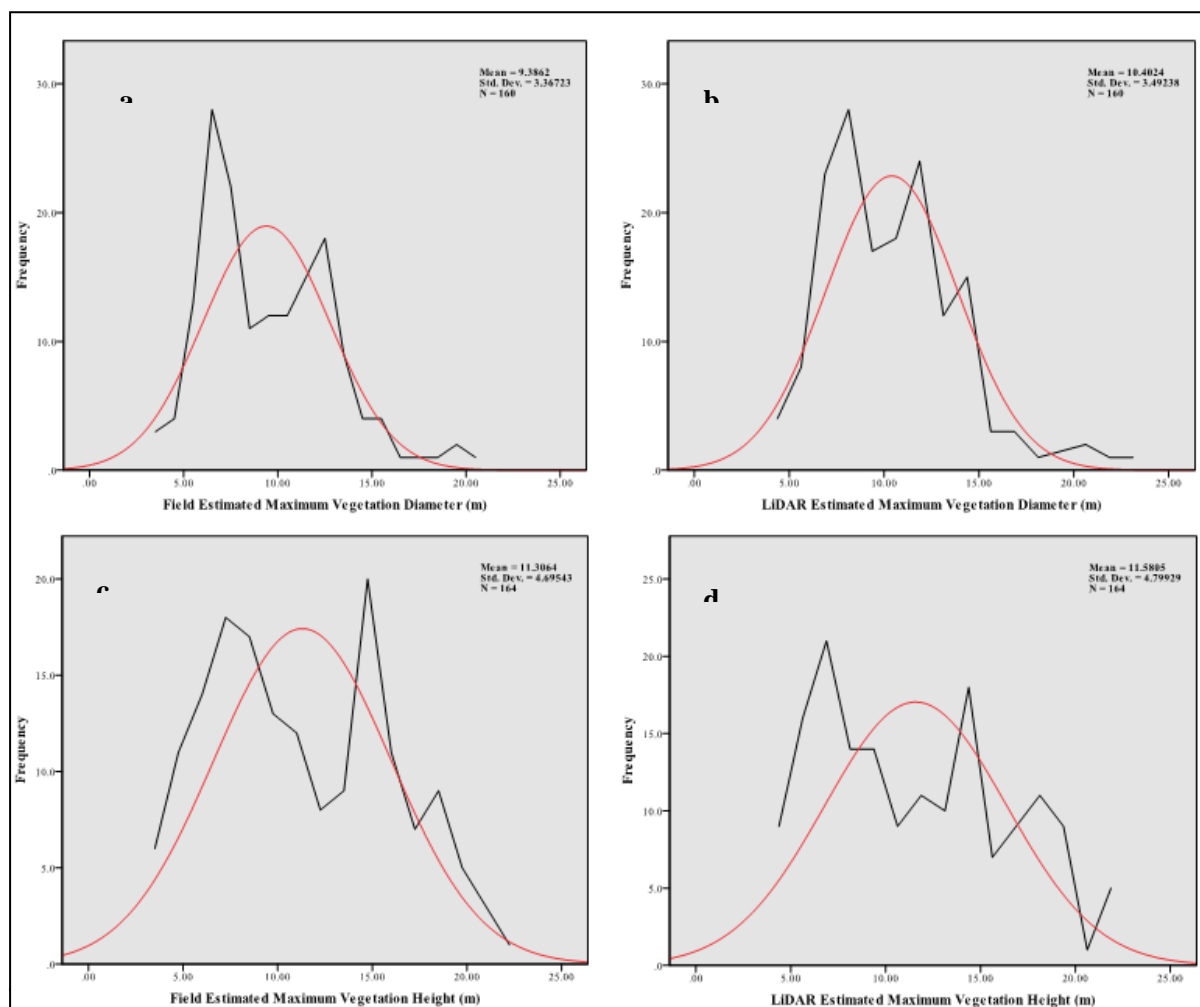 a
Mean = 9.3862
Std. Dev. = 3.36723
N = 160
30.0
20.0
10.0
.0
Frequency
.00 5.00 10.00 15.00 20.00 25.00
Field Estimated Maximum Vegetation Diameter (m)
b
Mean = 10.4024
Std. Dev. = 3.49238
N = 160
30.0
20.0
10.0
.0
Frequency
.00 5.00 10.00 15.00 20.00 25.00
LiDAR Estimated Maximum Vegetation Diameter (m)
c
Mean = 11.3064
Std. Dev. = 4.69543
N = 164
20.0
15.0
10.0
5.0
.0
Frequency
.00 5.00 10.00 15.00 20.00 25.00
Field Estimated Maximum Vegetation Height (m)
d
Mean = 11.5805
Std. Dev. = 4.79929
N = 164
25.0
20.0
15.0
10.0
5.0
.0
Frequency
.00 5.00 10.00 15.00 20.00 25.00
LiDAR Estimated Maximum Vegetation Height (m)